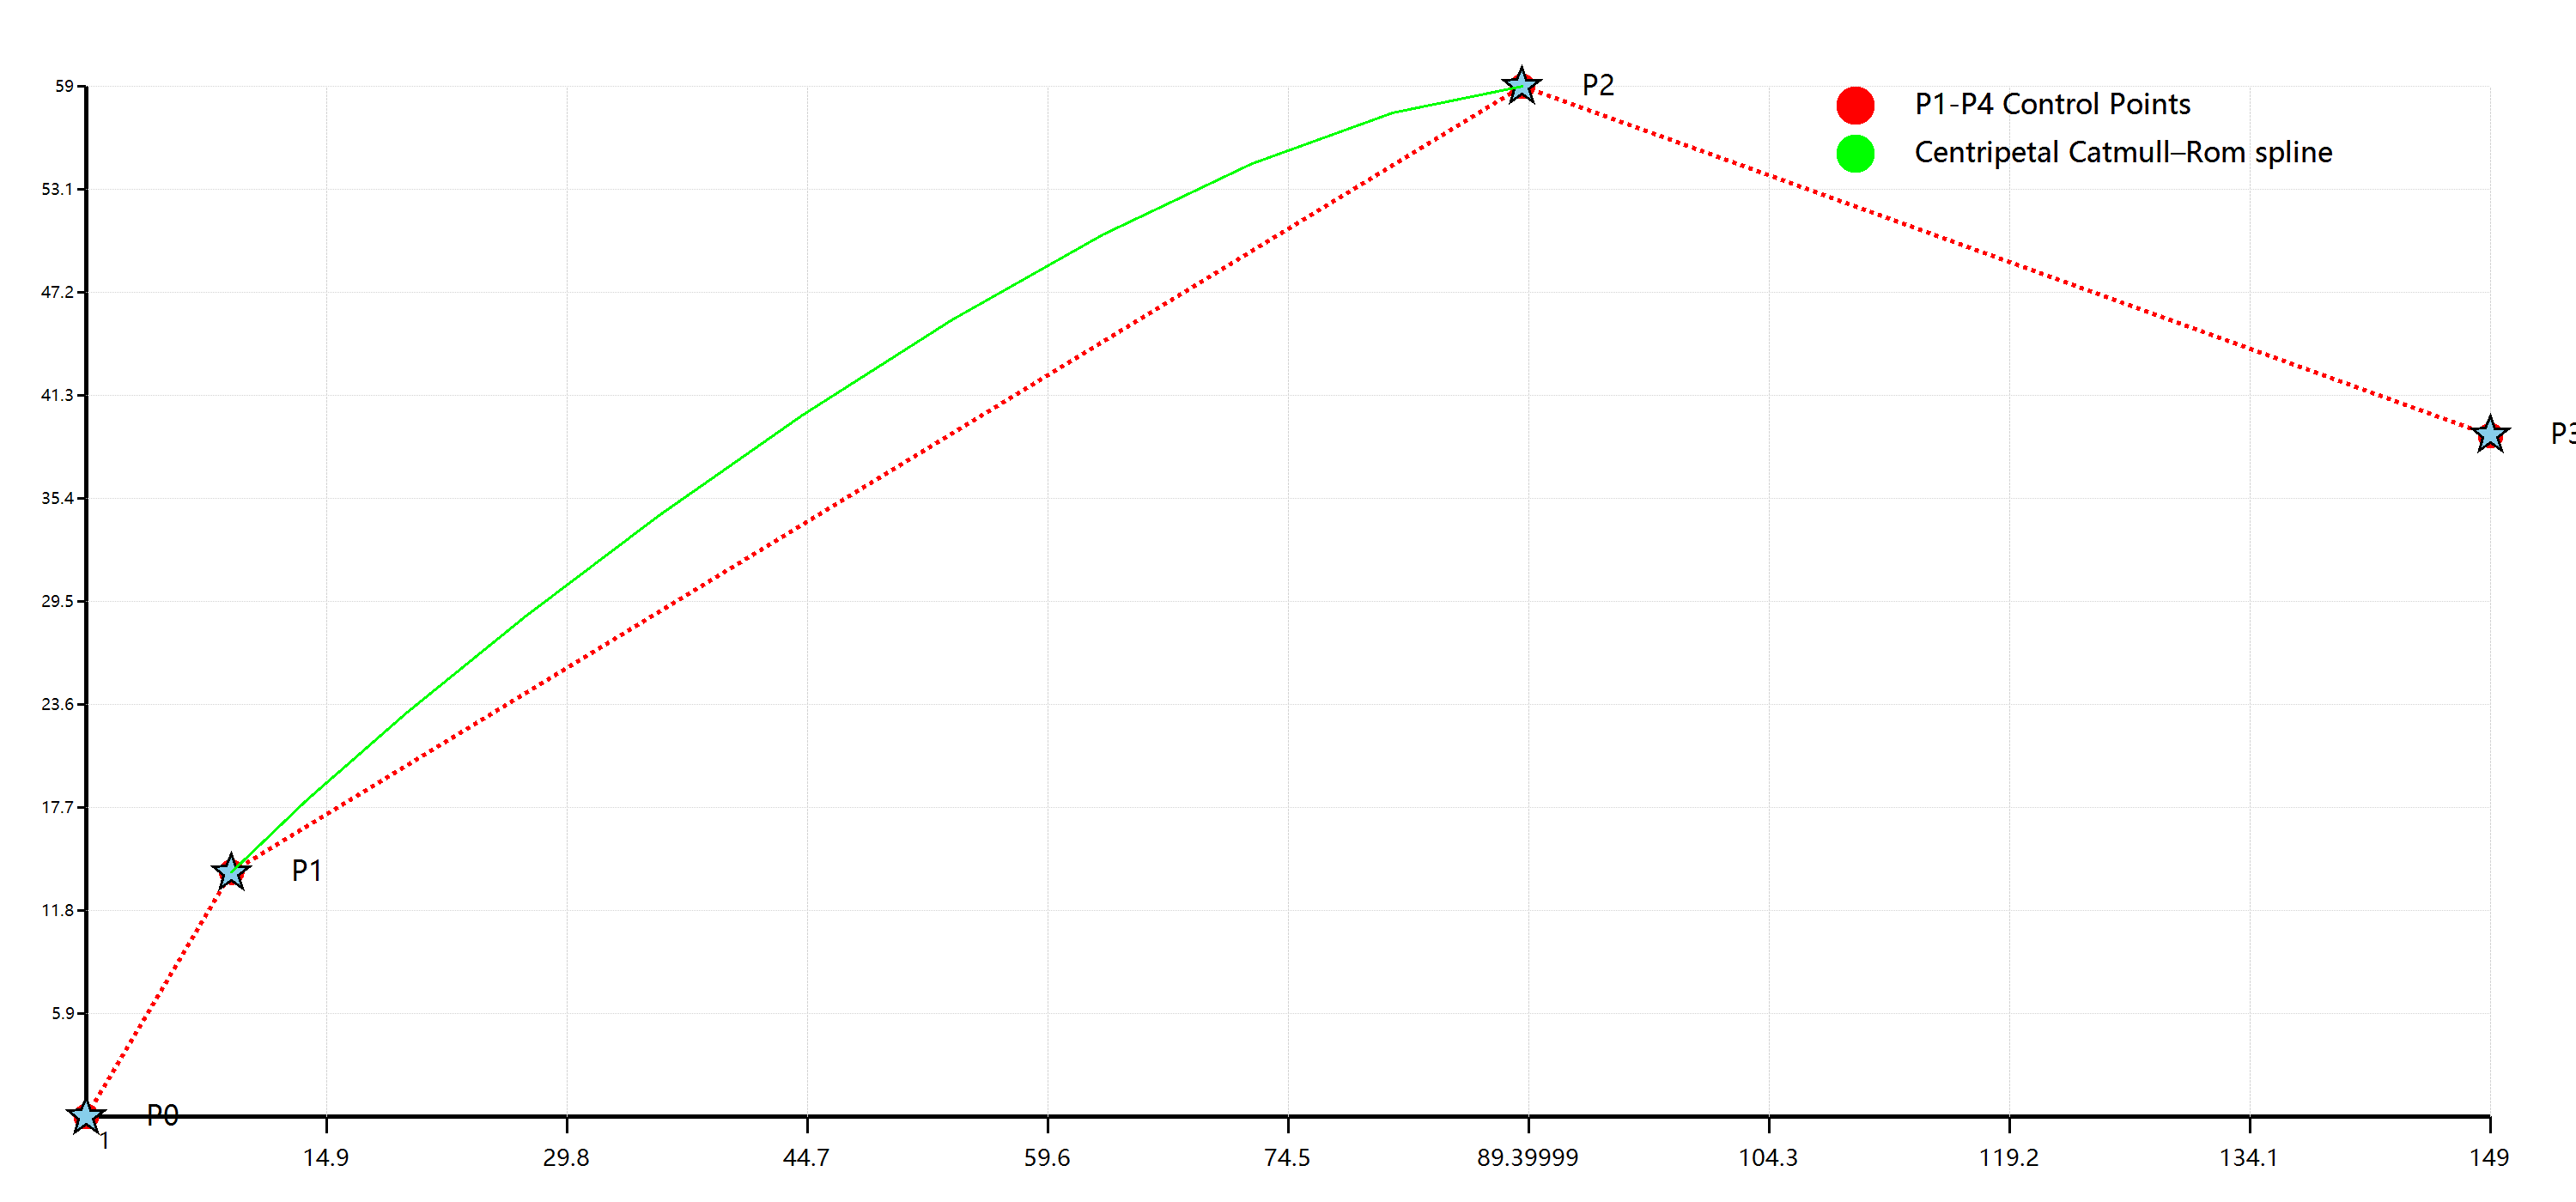 59
P2
P1-P4 Control Points
Centripetal Catmull–Rom spline
53.1
47.2
41.3
P3
35.4
29.5
23.6
17.7
P1
11.8
5.9
P0
1
14.9 29.8 44.7 59.6 74.5 89.39999 104.3 119.2 134.1 149